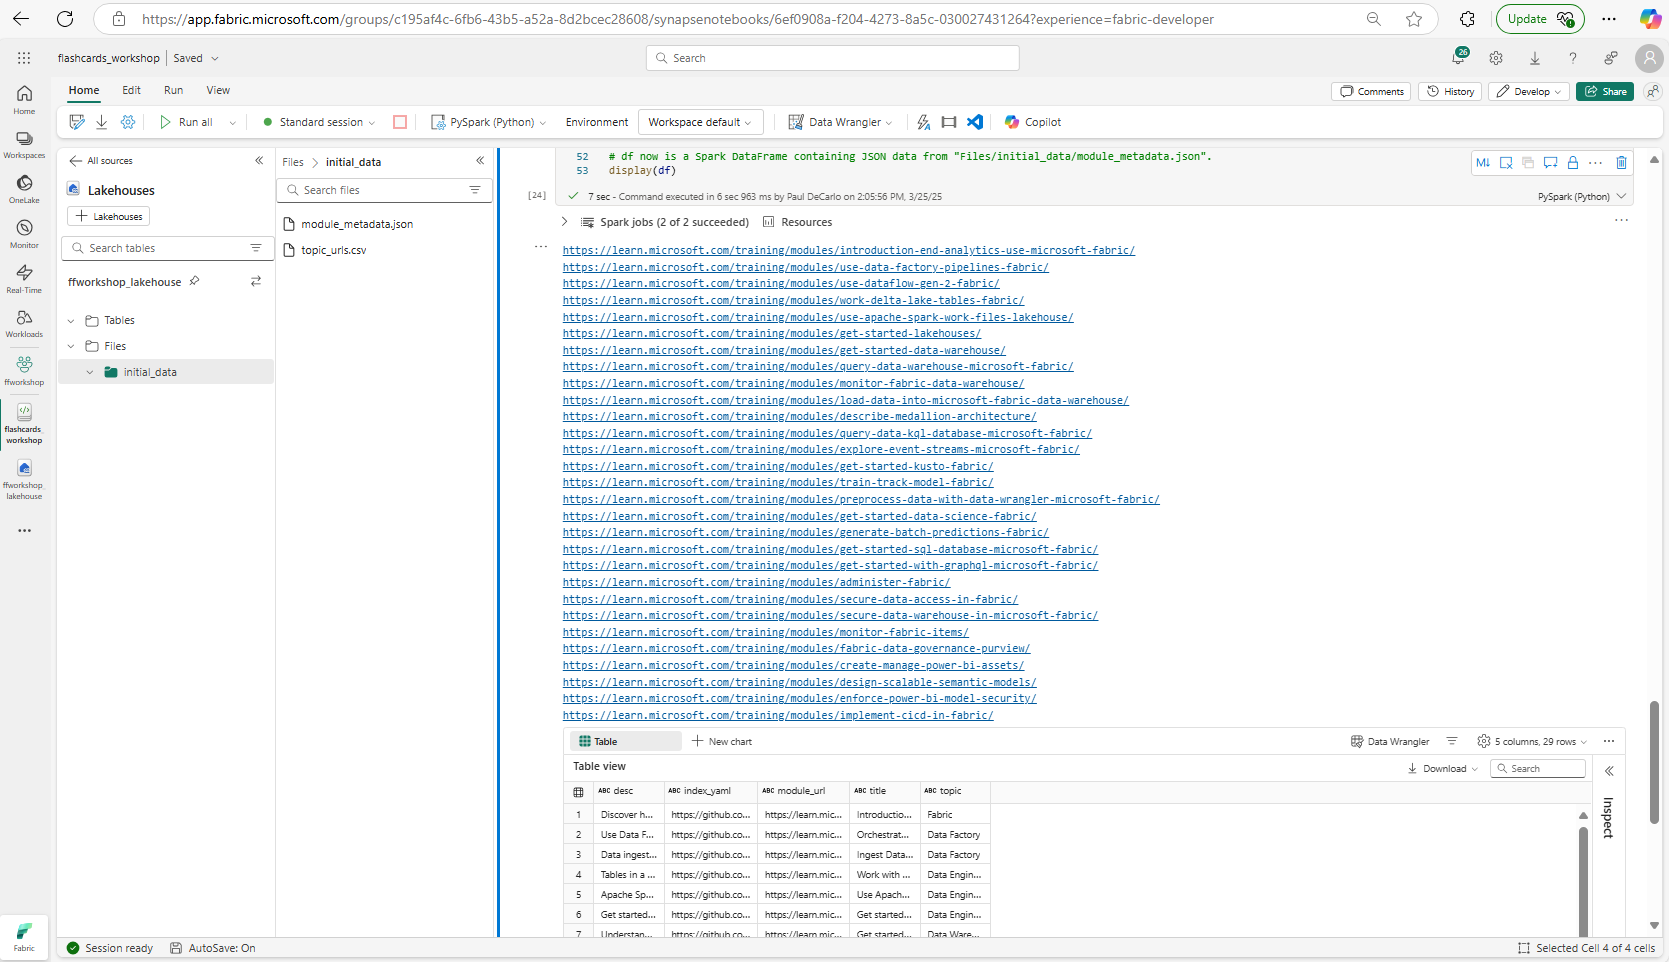 https://app.fabric.microsoft.com/groups/c195af4c-6fb6-43b5-a52a-8d2bcec28608/synapsenotebooks/6ef0908a-f204-4273-8a5c-030027431264?experience=fabric-developer
Update
flashcards_workshop
Saved
Search
26
Home
Edit
Run
View
Comments
History
Develop
Share
Run all
Standard session
PySpark (Python)
Environment
Workspace default
Data Wrangler
Copilot
Home
Workspaces
OneLake
Monitor
Real-Time
Workloads
ffworkshop
flashcards_
workshop
ffworkshop_
lakehouse
Fabric
All sources
Lakehouses
Lakehouses
Search tables
ffworkshop_lakehouse
Tables
Files
initial_data
Files
initial_data
Search files
module_metadata.json
topic_urls.csv
52 # df now is a Spark DataFrame containing JSON data from "Files/initial_data/module_metadata.json".
53 display(df)
M↓
[24]
7 sec - Command executed in 6 sec 963 ms by Paul DeCarlo on 2:05:56 PM, 3/25/25
PySpark (Python)
Spark jobs (2 of 2 succeeded)
Resources
https://learn.microsoft.com/training/modules/introduction-end-analytics-use-microsoft-fabric/
https://learn.microsoft.com/training/modules/use-data-factory-pipelines-fabric/
https://learn.microsoft.com/training/modules/use-dataflow-gen-2-fabric/
https://learn.microsoft.com/training/modules/work-delta-lake-tables-fabric/
https://learn.microsoft.com/training/modules/use-apache-spark-work-files-lakehouse/
https://learn.microsoft.com/training/modules/get-started-lakehouses/
https://learn.microsoft.com/training/modules/get-started-data-warehouse/
https://learn.microsoft.com/training/modules/query-data-warehouse-microsoft-fabric/
https://learn.microsoft.com/training/modules/monitor-fabric-data-warehouse/
https://learn.microsoft.com/training/modules/load-data-into-microsoft-fabric-data-warehouse/
https://learn.microsoft.com/training/modules/describe-medallion-architecture/
https://learn.microsoft.com/training/modules/query-data-kql-database-microsoft-fabric/
https://learn.microsoft.com/training/modules/explore-event-streams-microsoft-fabric/
https://learn.microsoft.com/training/modules/get-started-kusto-fabric/
https://learn.microsoft.com/training/modules/train-track-model-fabric/
https://learn.microsoft.com/training/modules/preprocess-data-with-data-wrangler-microsoft-fabric/
https://learn.microsoft.com/training/modules/get-started-data-science-fabric/
https://learn.microsoft.com/training/modules/generate-batch-predictions-fabric/
https://learn.microsoft.com/training/modules/get-started-sql-database-microsoft-fabric/
https://learn.microsoft.com/training/modules/get-started-with-graphql-microsoft-fabric/
https://learn.microsoft.com/training/modules/administer-fabric/
https://learn.microsoft.com/training/modules/secure-data-access-in-fabric/
https://learn.microsoft.com/training/modules/secure-data-warehouse-in-microsoft-fabric/
https://learn.microsoft.com/training/modules/monitor-fabric-items/
https://learn.microsoft.com/training/modules/fabric-data-governance-purview/
https://learn.microsoft.com/training/modules/create-manage-power-bi-assets/
https://learn.microsoft.com/training/modules/design-scalable-semantic-models/
https://learn.microsoft.com/training/modules/enforce-power-bi-model-security/
https://learn.microsoft.com/training/modules/implement-cicd-in-fabric/
Table
New chart
Data Wrangler
5 columns, 29 rows
Table view
Download
Search
Inspect
ABC desc ABC index_yaml ABC module_url ABC title ABC topic
1 Discover h... https://github.co... https://learn.mic... Introductio... Fabric
2 Use Data F... https://github.co... https://learn.mic... Orchestrat... Data Factory
3 Data ingest... https://github.co... https://learn.mic... Ingest Data... Data Factory
4 Tables in a ... https://github.co... https://learn.mic... Work with ... Data Engin...
5 Apache Sp... https://github.co... https://learn.mic... Use Apach... Data Engin...
6 Get started... https://github.co... https://learn.mic... Get started... Data Engin...
7 Understan... https://github.co... https://learn.mic... Get started... Data Ware...
Session ready
AutoSave: On
Selected Cell 4 of 4 cells